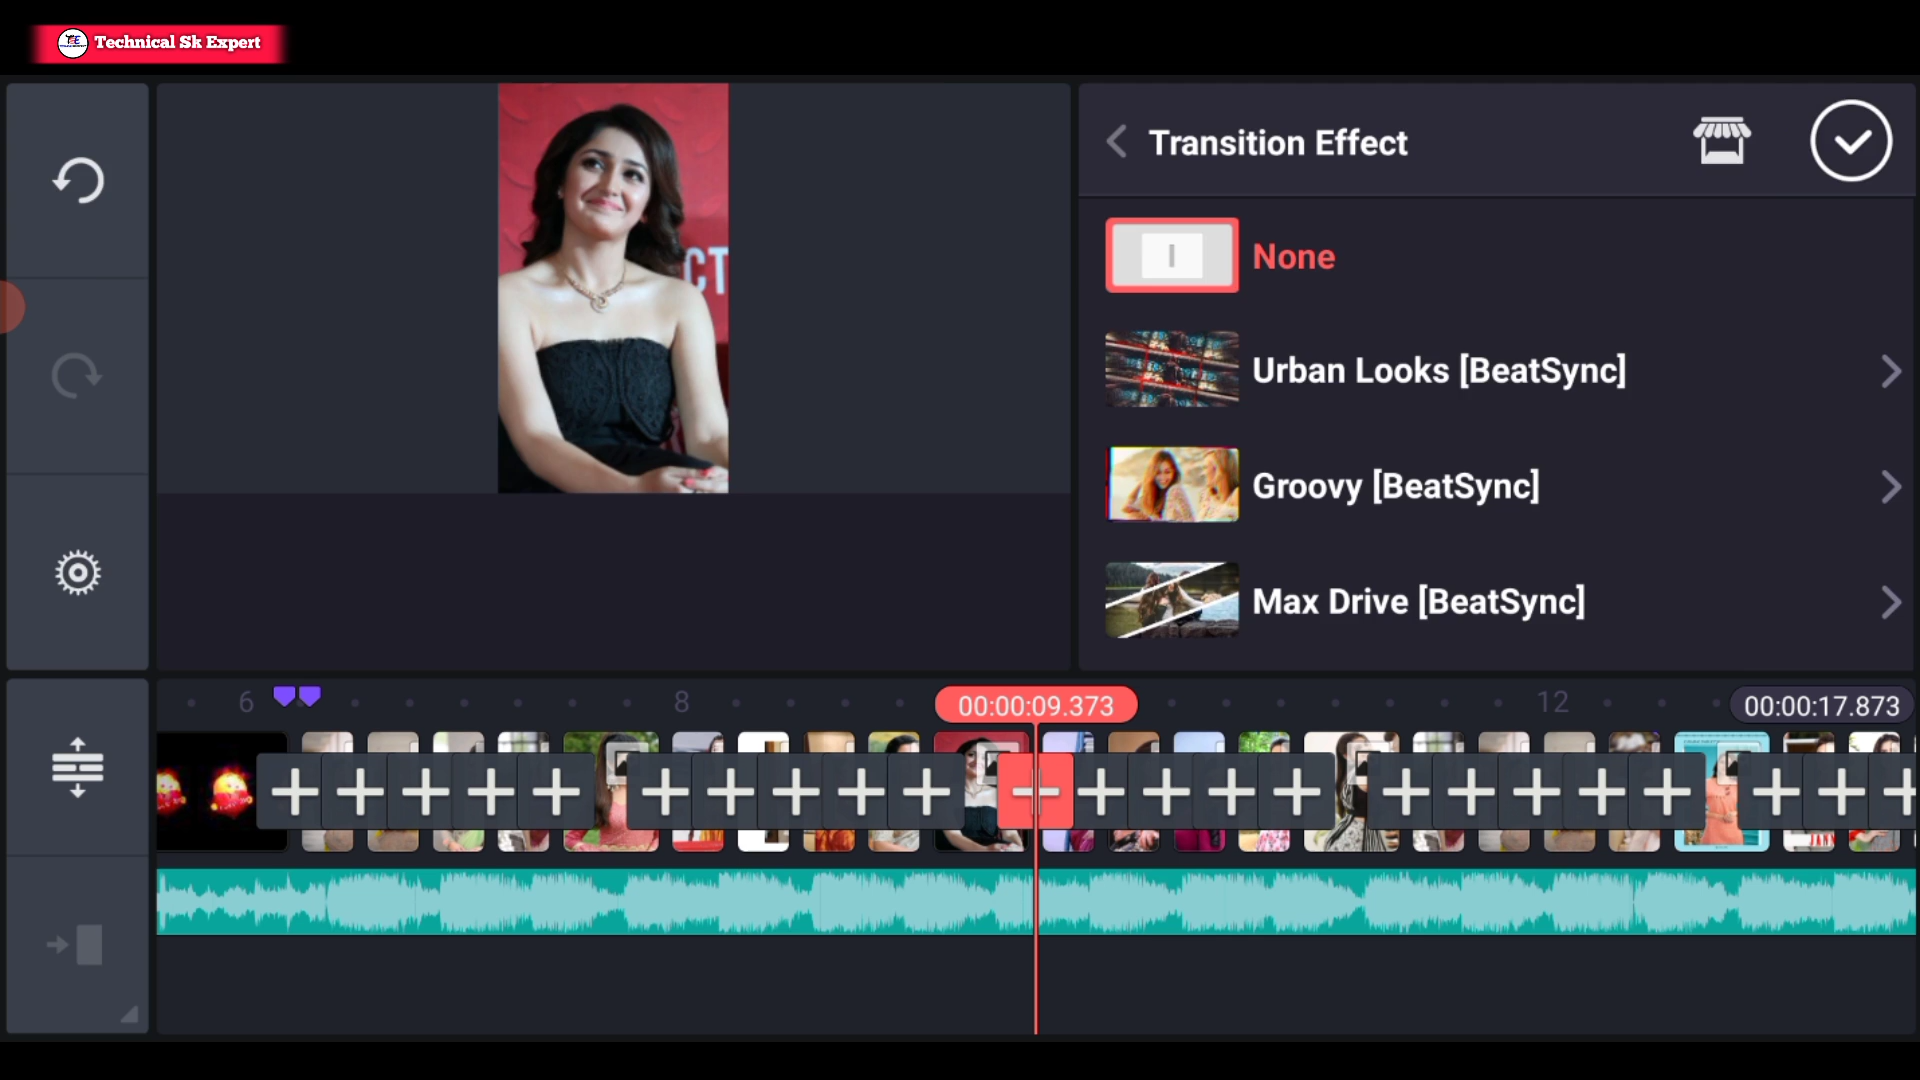 Technical Sk Expert
Transition Effect
None
Urban Looks [BeatSync]
Groovy [BeatSync]
Max Drive [BeatSync]
CT
6
8
00:00:09.373
12
00:00:17.873